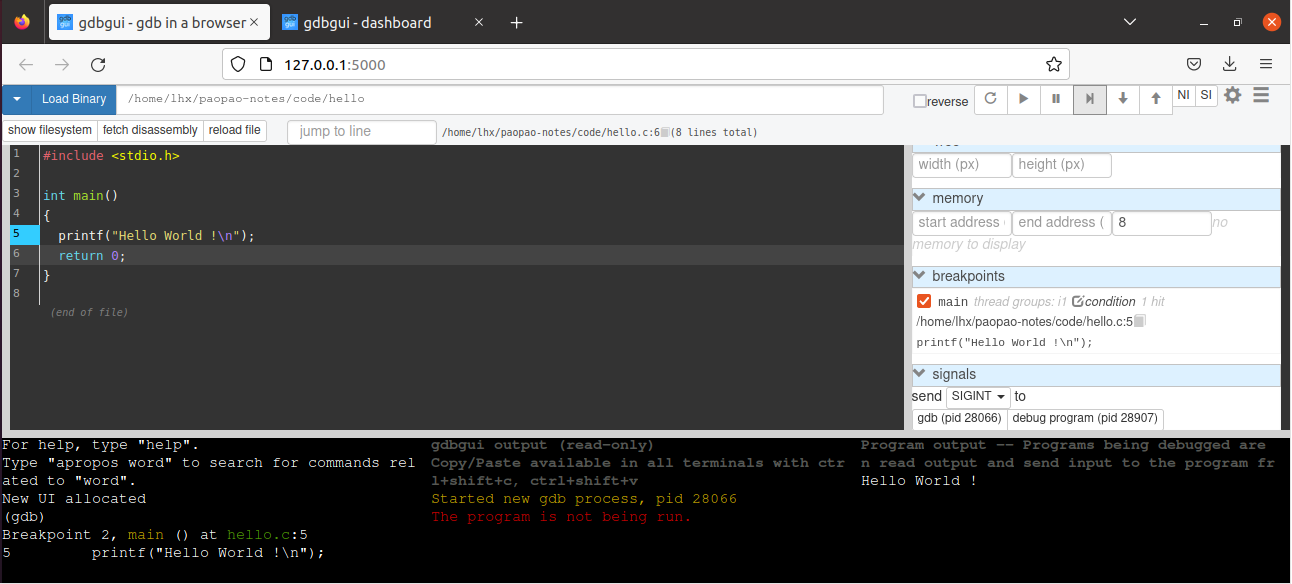 gdbgui - gdb in a browser
gdbgui - dashboard
127.0.0.1:5000
Load Binary
/home/lhx/paopao-notes/code/hello
reverse
NI
SI
show filesystem
fetch disassembly
reload file
jump to line
/home/lhx/paopao-notes/code/hello.c:6 (8 lines total)
1 #include <stdio.h>
2
3 int main()
4 {
5 printf("Hello World !\n");
6 return 0;
7 }
8
(end of file)
width (px)
height (px)
memory
start address (
end address (
8
no
memory to display
breakpoints
main thread groups: i1 condition 1 hit
/home/lhx/paopao-notes/code/hello.c:5
printf("Hello World !\n");
signals
send SIGINT to
gdb (pid 28066)
debug program (pid 28907)
For help, type "help".
Type "apropos word" to search for commands rel
ated to "word".
New UI allocated
(gdb)
Breakpoint 2, main () at hello.c:5
5 printf("Hello World !\n");
gdbgui output (read-only)
Copy/Paste available in all terminals with ctr
l+shift+c, ctrl+shift+v
Started new gdb process, pid 28066
The program is not being run.
Program output -- Programs being debugged are
n read output and send input to the program fr
Hello World !